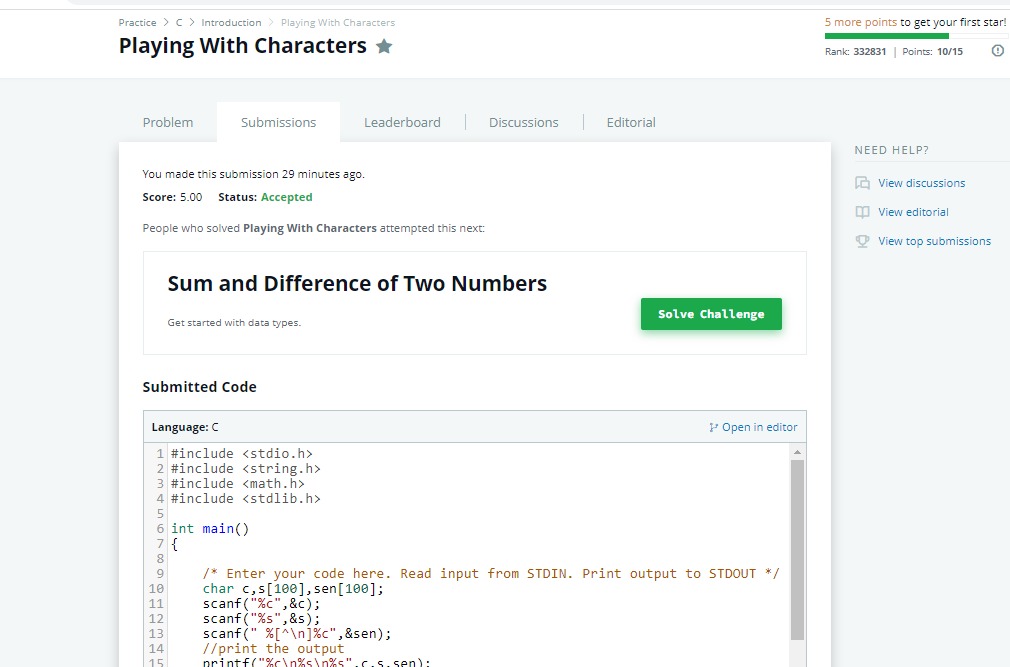 Practice > C > Introduction > Playing With Characters
5 more points to get your first star!
Playing With Characters
Rank: 332831 | Points: 10/15
Problem
Submissions
Leaderboard
Discussions
Editorial
NEED HELP?
View discussions
View editorial
View top submissions
You made this submission 29 minutes ago.
Score: 5.00 Status: Accepted
People who solved Playing With Characters attempted this next:
Sum and Difference of Two Numbers
Get started with data types.
Solve Challenge
Submitted Code
Language: C
Open in editor
1 #include <stdio.h>
2 #include <string.h>
3 #include <math.h>
4 #include <stdlib.h>
5
6 int main()
7 {
8
9 /* Enter your code here. Read input from STDIN. Print output to STDOUT */
10 char c,s[100],sen[100];
11 scanf("%c",&c);
12 scanf("%s",&s);
13 scanf(" %[^\n]%c",&sen);
14 //print the output
15 printf("%c\n%s\n%s",c,s,sen);